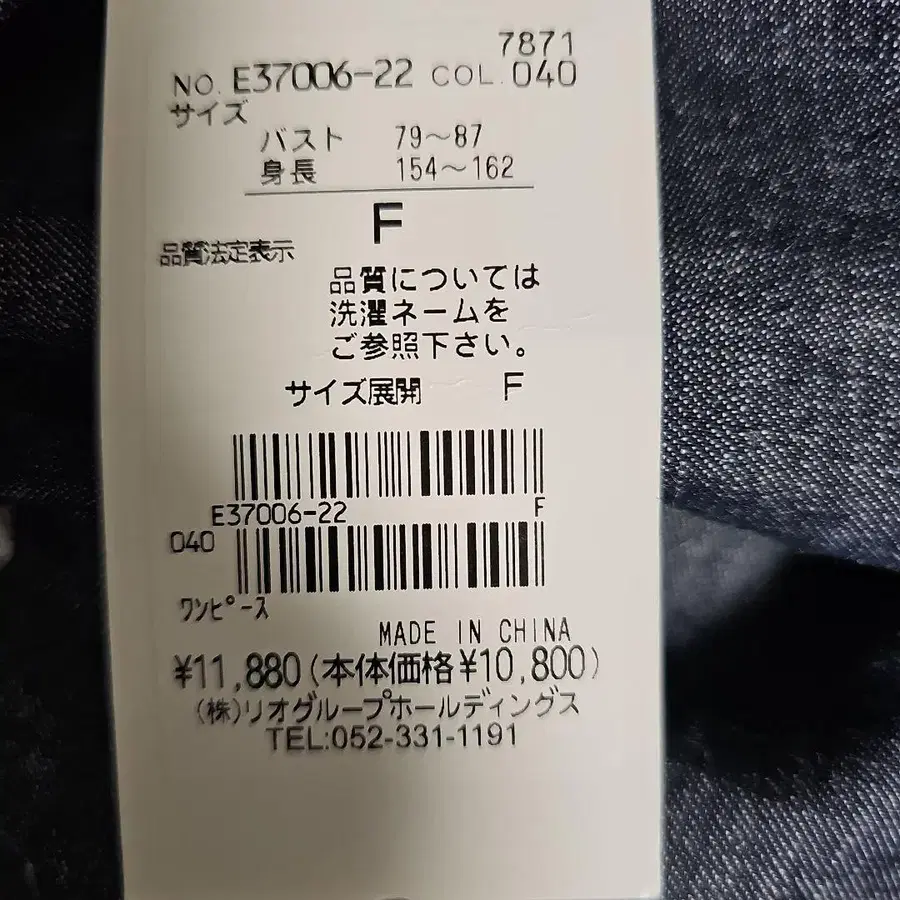 7871
NO. E37006-22 COL. 040
サイズ
バスト 79～87
身長 154～162
F
品質法定表示
品質については
洗濯ネームを
ご参照下さい。
サイズ展開 F
E37006-22 F
040
ﾜﾝﾋﾟｰｽ
MADE IN CHINA
¥11,880(本体価格¥10,800)
(株)リオグループホールディングス
TEL:052-331-1191